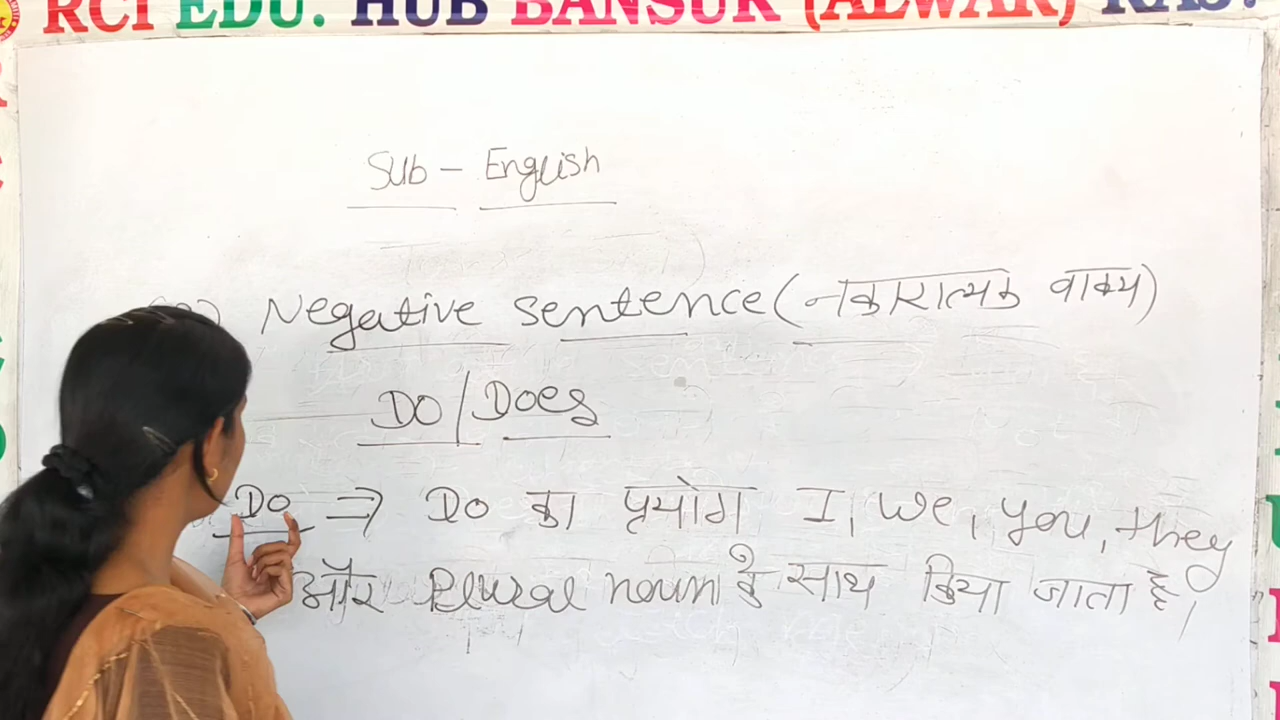 RCI EDU. HUB BANSUR (ALWAR) RAJ.
Sub - English
Negative sentence (नकारात्मक वाक्य)
DO / Does
DO ⇒ DO का प्रयोग I, we, you, they
और Plural noun के साथ किया जाता है।